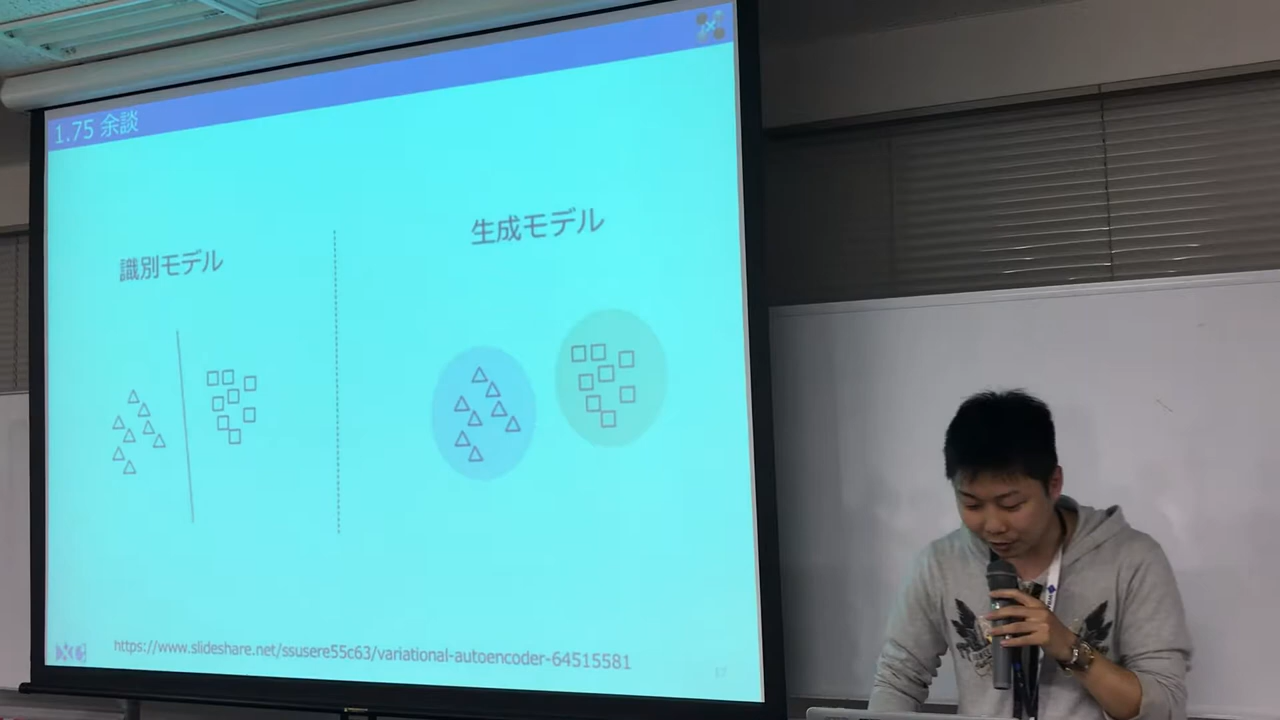 1.75 余談
識別モデル
生成モデル
https://www.slideshare.net/ssusere55c63/variational-autoencoder-64515581
17